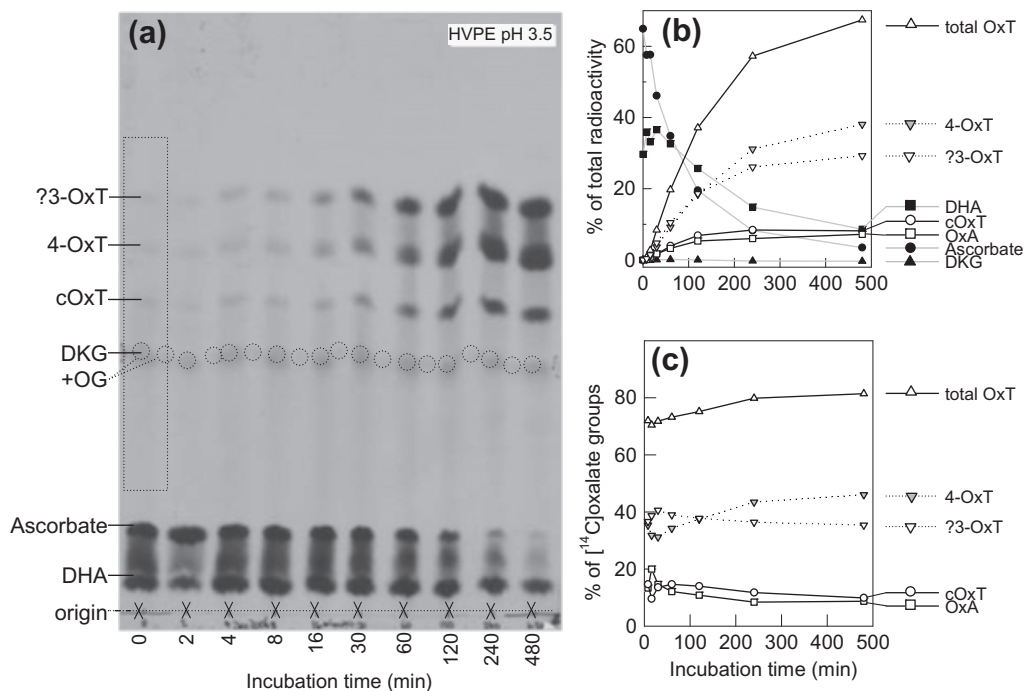 (a)
HVPE pH 3.5
?3-OxT
4-OxT
cOxT
DKG
+OG
Ascorbate
DHA
origin
X X X X X X X X X X
0 2 4 8 16 30 60 120 240 480
Incubation time (min)
(b)
% of total radioactivity
60
40
20
0
0 100 200 300 400 500
total OxT
4-OxT
?3-OxT
DHA
cOxT
OxA
Ascorbate
DKG
(c)
% of [14C]oxalate groups
80
60
40
20
0
0 100 200 300 400 500
Incubation time (min)
total OxT
4-OxT
?3-OxT
cOxT
OxA